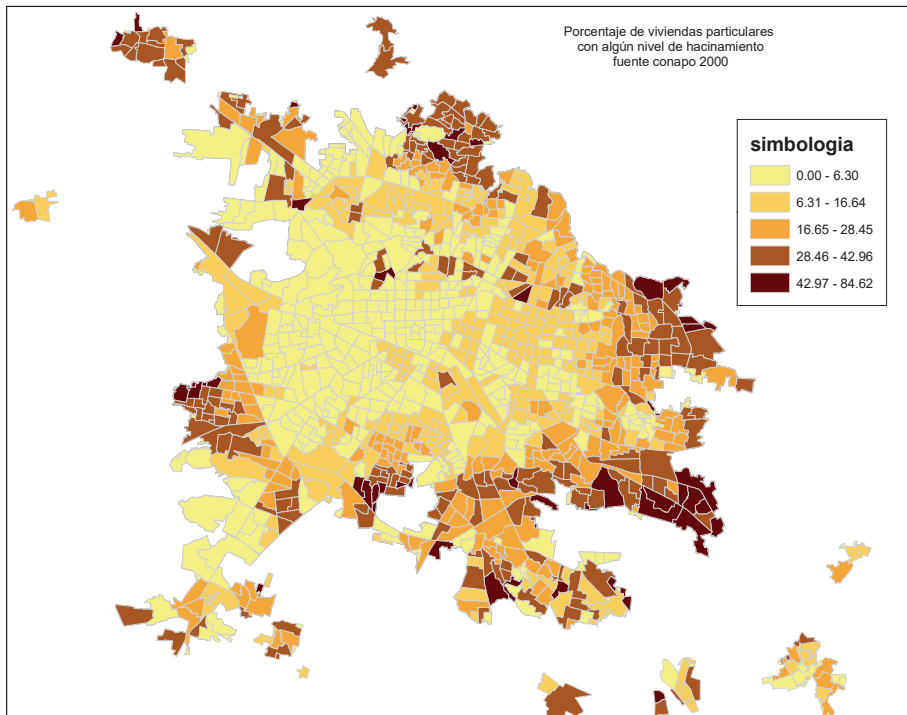 Porcentaje de viviendas particulares
con algún nivel de hacinamiento
fuente conapo 2000
simbologia
0.00 - 6.30
6.31 - 16.64
16.65 - 28.45
28.46 - 42.96
42.97 - 84.62